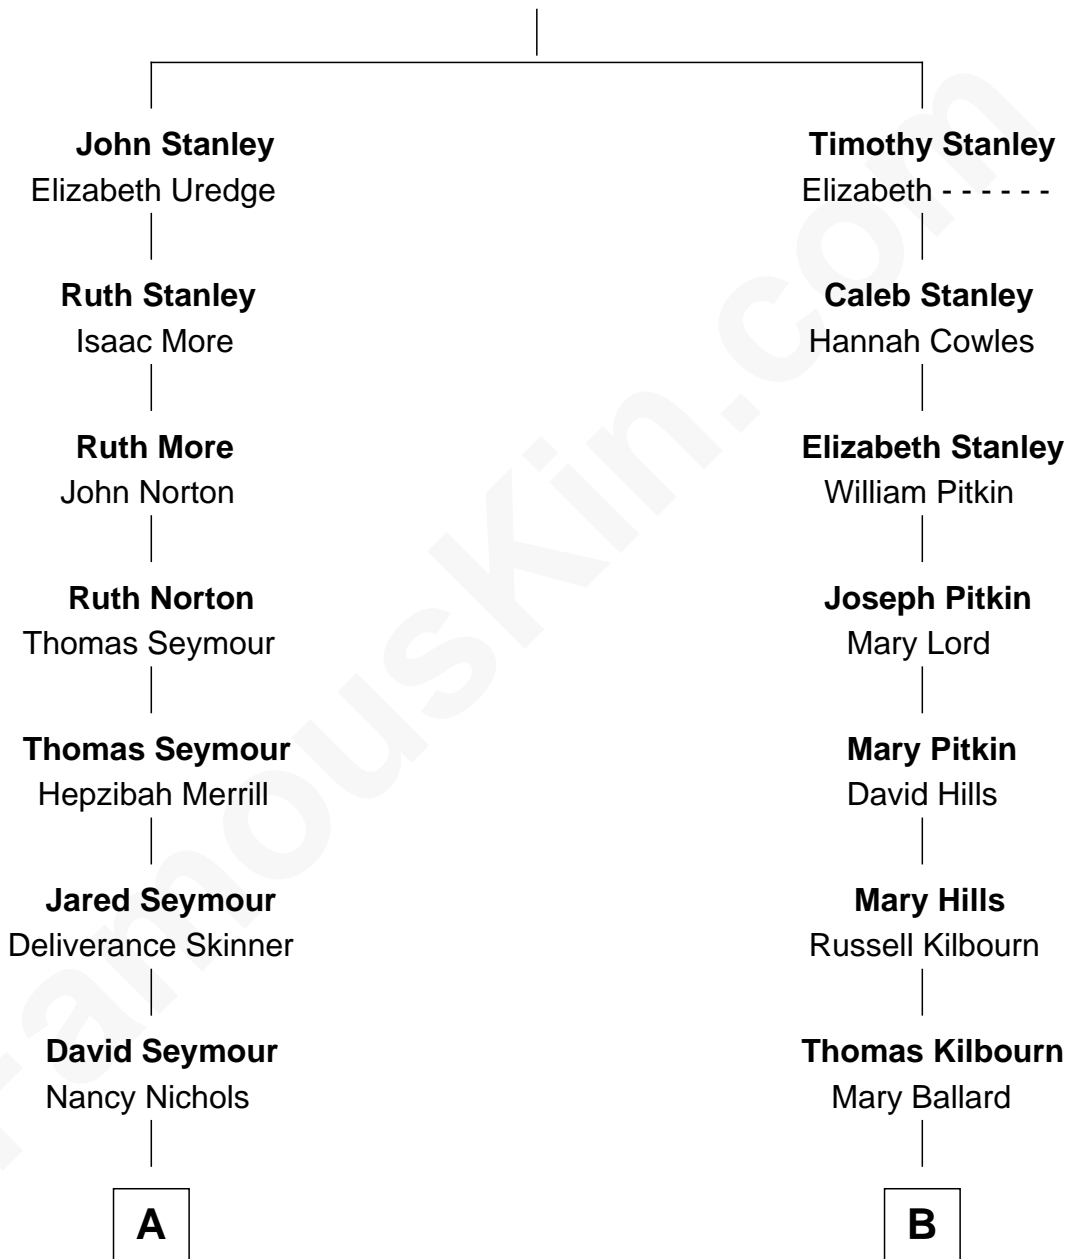 John Stanley
Elizabeth Uredge
Ruth Stanley
Isaac More
Ruth More
John Norton
Ruth Norton
Thomas Seymour
Thomas Seymour
Hepzibah Merrill
Jared Seymour
Deliverance Skinner
David Seymour
Nancy Nichols
A
Timothy Stanley
Elizabeth - - - - - -
Caleb Stanley
Hannah Cowles
Elizabeth Stanley
William Pitkin
Joseph Pitkin
Mary Lord
Mary Pitkin
David Hills
Mary Hills
Russell Kilbourn
Thomas Kilbourn
Mary Ballard
B
FamousKin.com